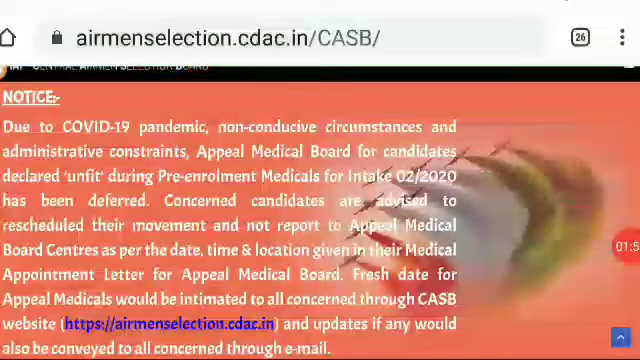 airmenselection.cdac.in/CASB/
26
IAF - CENTRAL AIRMEN SELECTION BOARD
NOTICE:-
Due to COVID-19 pandemic, non-conducive circumstances and
administrative constraints, Appeal Medical Board for candidates
declared 'unfit' during Pre-enrolment Medicals for Intake 02/2020
has been deferred. Concerned candidates are advised to
rescheduled their movement and not report to Appeal Medical
Board Centres as per the date, time & location given in their Medical
Appointment Letter for Appeal Medical Board. Fresh date for
Appeal Medicals would be intimated to all concerned through CASB
website (https://airmenselection.cdac.in) and updates if any would
also be conveyed to all concerned through e-mail.